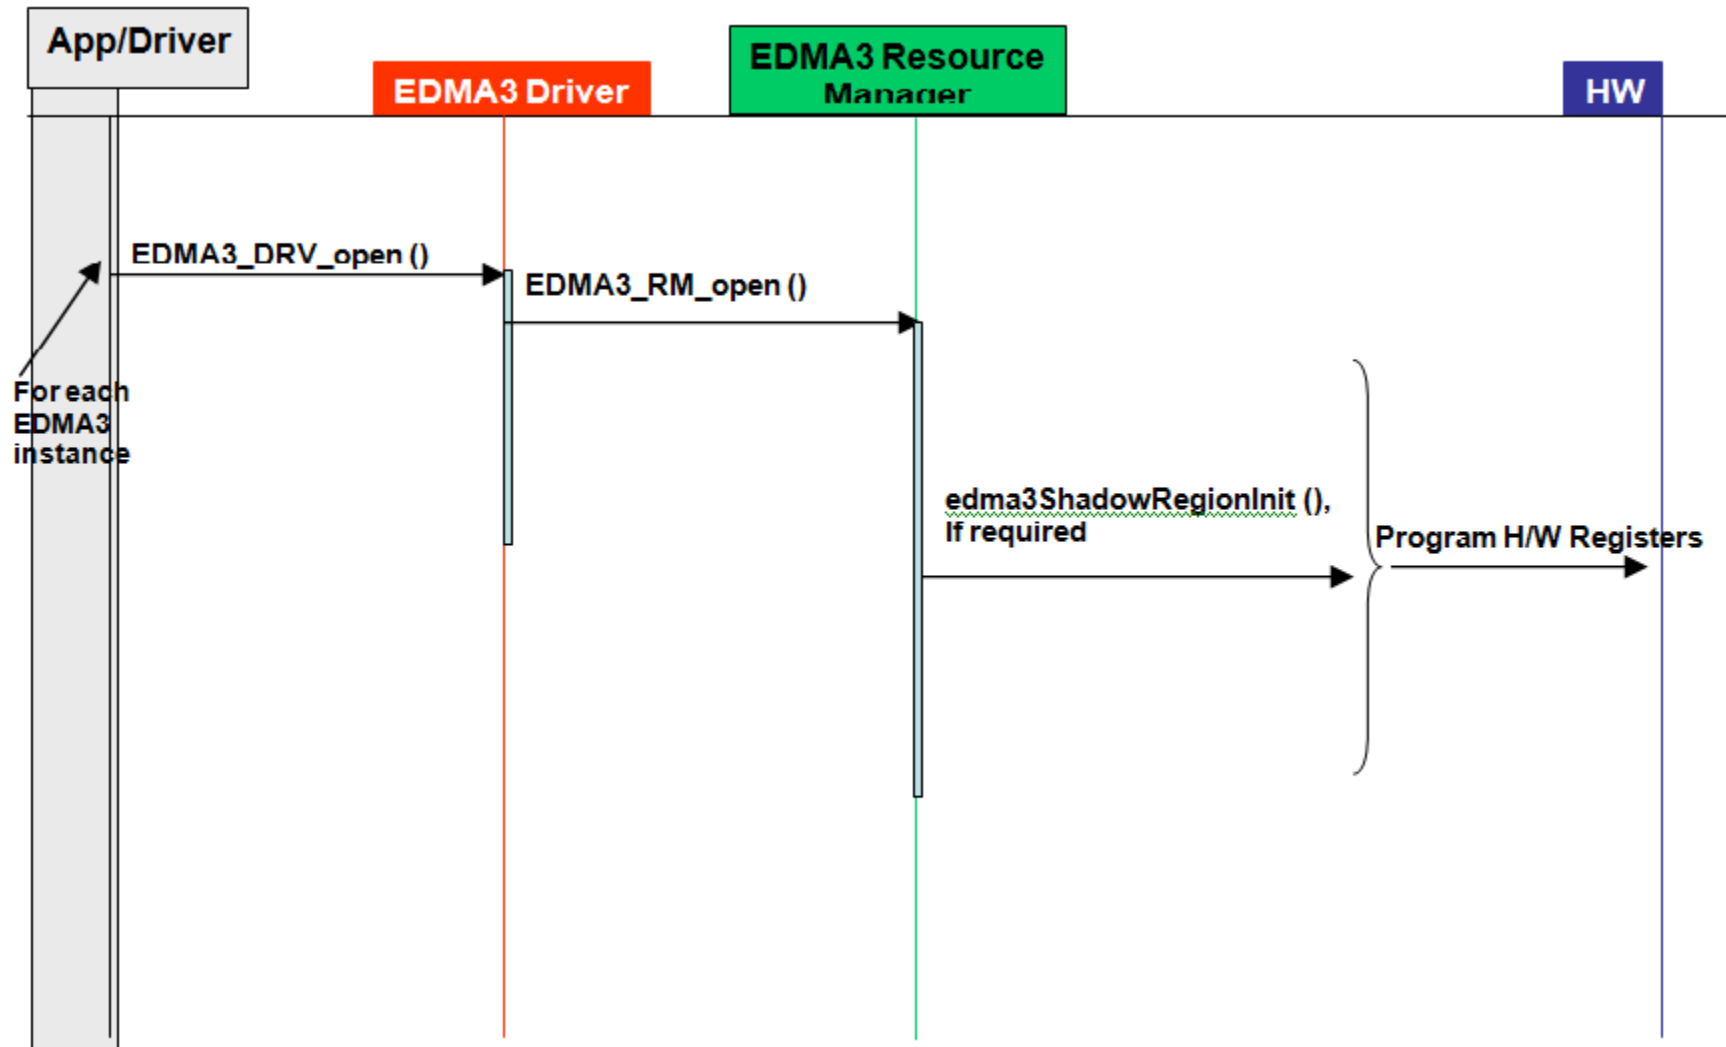 App/Driver
EDMA3 Driver
EDMA3 Resource
Manager
HW
EDMA3_DRV_open ()
EDMA3_RM_open ()
For each
EDMA3
instance
edma3ShadowRegionInit (),
If required
Program H/W Registers